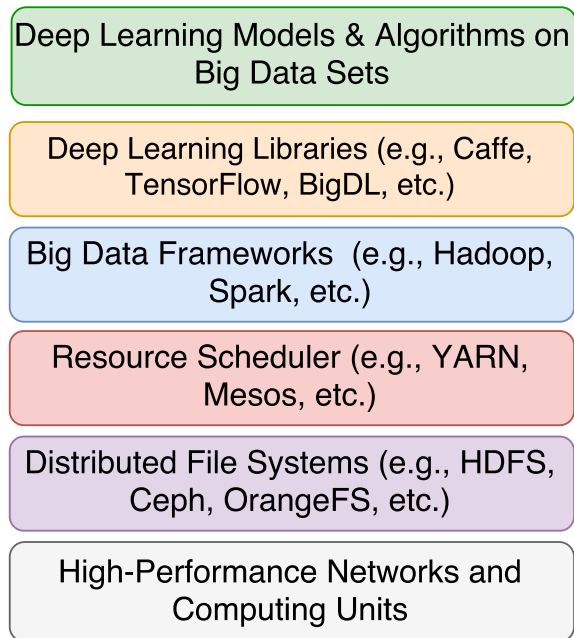 Deep Learning Models & Algorithms on
Big Data Sets
Deep Learning Libraries (e.g., Caffe,
TensorFlow, BigDL, etc.)
Big Data Frameworks (e.g., Hadoop,
Spark, etc.)
Resource Scheduler (e.g., YARN,
Mesos, etc.)
Distributed File Systems (e.g., HDFS,
Ceph, OrangeFS, etc.)
High-Performance Networks and
Computing Units